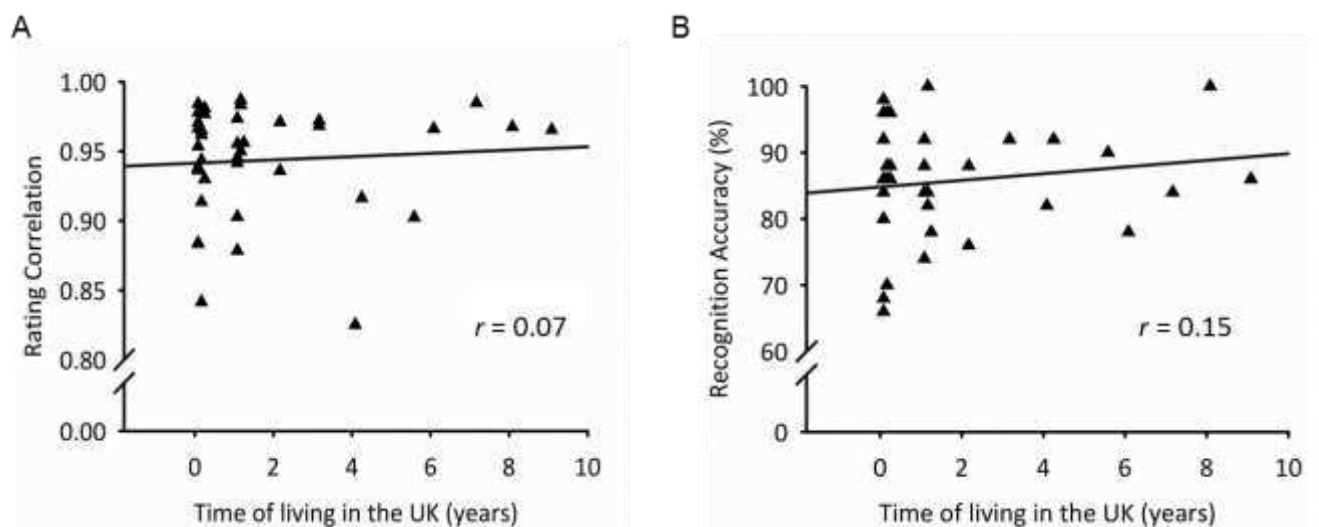 A
Rating Correlation
1.00
0.95
0.90
0.85
0.80
0.00
r = 0.07
0 2 4 6 8 10
Time of living in the UK (years)
B
Recognition Accuracy (%)
100
90
80
70
60
0
r = 0.15
0 2 4 6 8 10
Time of living in the UK (years)